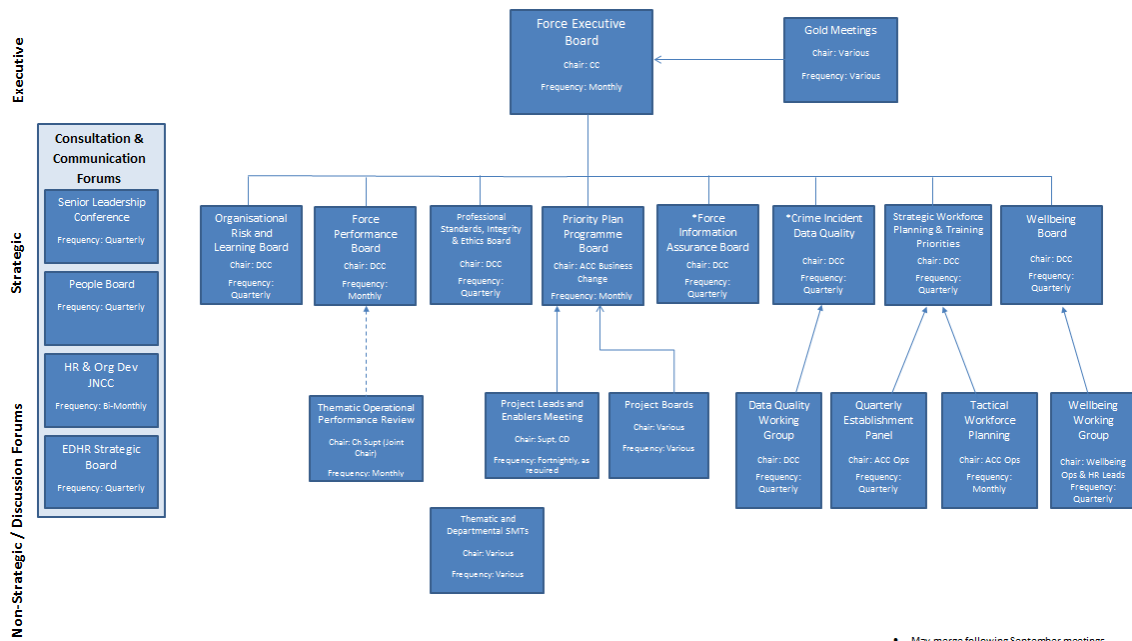 Executive
Strategic
Non-Strategic / Discussion Forums
Force Executive
Board
Chair: CC
Frequency: Monthly
Gold Meetings
Chair: Various
Frequency: Various
Consultation &
Communication
Forums
Senior Leadership
Conference
Frequency: Quarterly
People Board
Frequency: Quarterly
HR & Org Dev
JNCC
Frequency: Bi-Monthly
EDHR Strategic
Board
Frequency: Quarterly
Organisational
Risk and
Learning Board
Chair: DCC
Frequency:
Quarterly
Force
Performance
Board
Chair: DCC
Frequency:
Monthly
Professional
Standards, Integrity
& Ethics Board
Chair: DCC
Frequency:
Quarterly
Priority Plan
Programme
Board
Chair: ACC Business
Change
Frequency: Monthly
*Force
Information
Assurance Board
Chair: DCC
Frequency:
Quarterly
*Crime Incident
Data Quality
Chair: DCC
Frequency:
Quarterly
Strategic Workforce
Planning & Training
Priorities
Chair: DCC
Frequency:
Quarterly
Wellbeing
Board
Chair: DCC
Frequency:
Quarterly
Thematic Operational
Performance Review
Chair: Ch Supt (Joint
Chair)
Frequency: Monthly
Project Leads and
Enablers Meeting
Chair: Supt, CD
Frequency: Fortnightly, as
required
Project Boards
Chair: Various
Frequency: Various
Data Quality
Working
Group
Chair: DCC
Frequency:
Quarterly
Quarterly
Establishment
Panel
Chair: ACC Ops
Frequency:
Quarterly
Tactical
Workforce
Planning
Chair: ACC Ops
Frequency:
Monthly
Wellbeing
Working
Group
Chair: Wellbeing
Ops & HR Leads
Frequency:
Quarterly
Thematic and
Departmental SMTs
Chair: Various
Frequency: Various
• May merge following September meetings